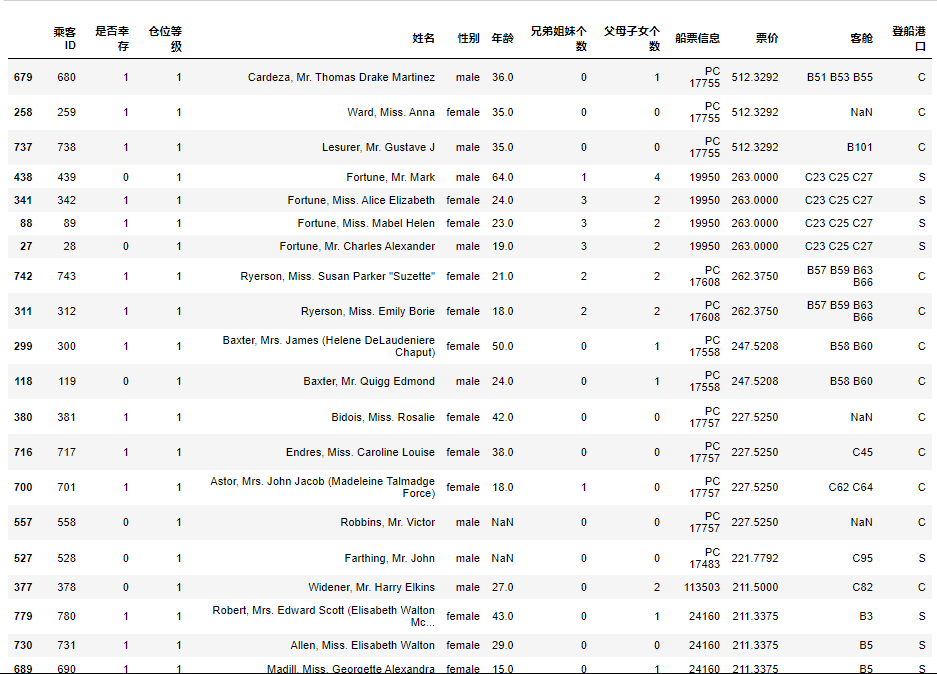 乘客ID 是否幸存 仓位等级 姓名 性别 年龄 兄弟姐妹个数 父母子女个数 船票信息 票价 客舱 登船港口
679 680 1 1 Cardeza, Mr. Thomas Drake Martinez male 36.0 0 1 PC 17755 512.3292 B51 B53 B55 C
258 259 1 1 Ward, Miss. Anna female 35.0 0 0 PC 17755 512.3292 NaN C
737 738 1 1 Lesurer, Mr. Gustave J male 35.0 0 0 PC 17755 512.3292 B101 C
438 439 0 1 Fortune, Mr. Mark male 64.0 1 4 19950 263.0000 C23 C25 C27 S
341 342 1 1 Fortune, Miss. Alice Elizabeth female 24.0 3 2 19950 263.0000 C23 C25 C27 S
88 89 1 1 Fortune, Miss. Mabel Helen female 23.0 3 2 19950 263.0000 C23 C25 C27 S
27 28 0 1 Fortune, Mr. Charles Alexander male 19.0 3 2 19950 263.0000 C23 C25 C27 S
742 743 1 1 Ryerson, Miss. Susan Parker "Suzette" female 21.0 2 2 PC 17608 262.3750 B57 B59 B63 B66 C
311 312 1 1 Ryerson, Miss. Emily Borie female 18.0 2 2 PC 17608 262.3750 B57 B59 B63 B66 C
299 300 1 1 Baxter, Mrs. James (Helene DeLaudeniere Chaput) female 50.0 0 1 PC 17558 247.5208 B58 B60 C
118 119 0 1 Baxter, Mr. Quigg Edmond male 24.0 0 1 PC 17558 247.5208 B58 B60 C
380 381 1 1 Bidois, Miss. Rosalie female 42.0 0 0 PC 17757 227.5250 NaN C
716 717 1 1 Endres, Miss. Caroline Louise female 38.0 0 0 PC 17757 227.5250 C45 C
700 701 1 1 Astor, Mrs. John Jacob (Madeleine Talmadge Force) female 18.0 1 0 PC 17757 227.5250 C62 C64 C
557 558 0 1 Robbins, Mr. Victor male NaN 0 0 PC 17757 227.5250 NaN C
527 528 0 1 Farthing, Mr. John male NaN 0 0 PC 17483 221.7792 C95 S
377 378 0 1 Widener, Mr. Harry Elkins male 27.0 0 2 113503 211.5000 C82 C
779 780 1 1 Robert, Mrs. Edward Scott (Elisabeth Walton Mc... female 43.0 0 1 24160 211.3375 B3 S
730 731 1 1 Allen, Miss. Elisabeth Walton female 29.0 0 0 24160 211.3375 B5 S
689 690 1 1 Madill, Miss. Georgette Alexandra female 15.0 0 1 24160 211.3375 B5 S